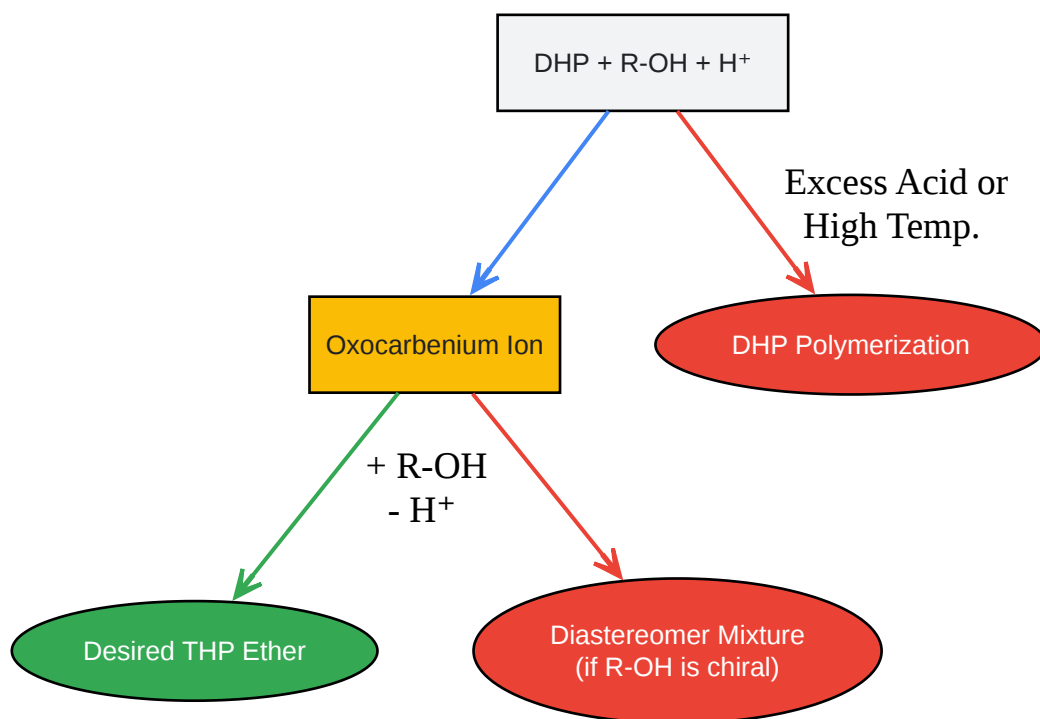 DHP + R-OH + H⁺
Excess Acid or
High Temp.
Oxocarbenium Ion
DHP Polymerization
+ R-OH
- H⁺
Desired THP Ether
Diastereomer Mixture
(if R-OH is chiral)